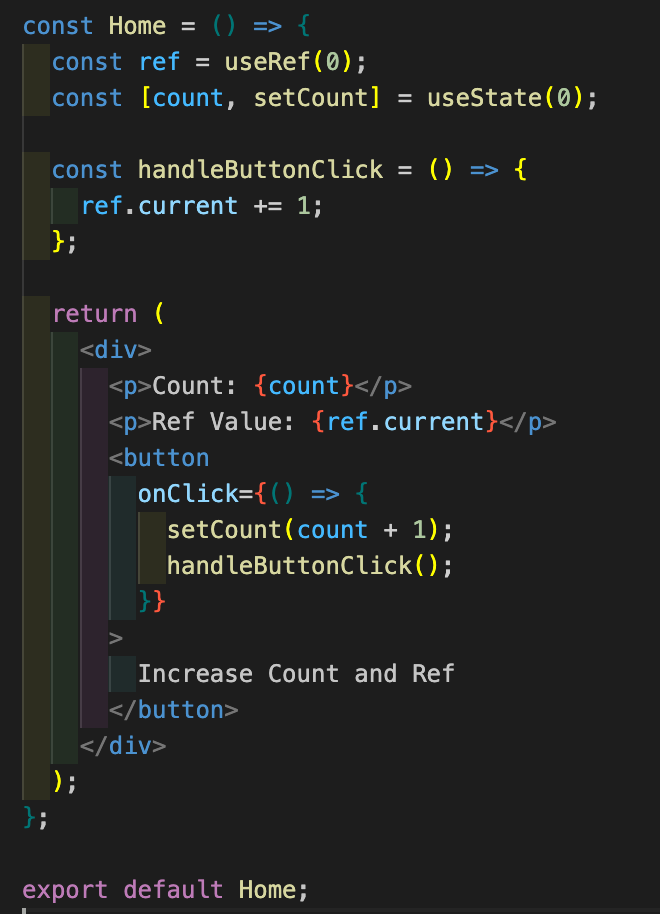 const Home = () => {
  const ref = useRef(0);
  const [count, setCount] = useState(0);

  const handleButtonClick = () => {
    ref.current += 1;
  };

  return (
    <div>
      <p>Count: {count}</p>
      <p>Ref Value: {ref.current}</p>
      <button
        onClick={() => {
          setCount(count + 1);
          handleButtonClick();
        }}
      >
        Increase Count and Ref
      </button>
    </div>
  );
};

export default Home;